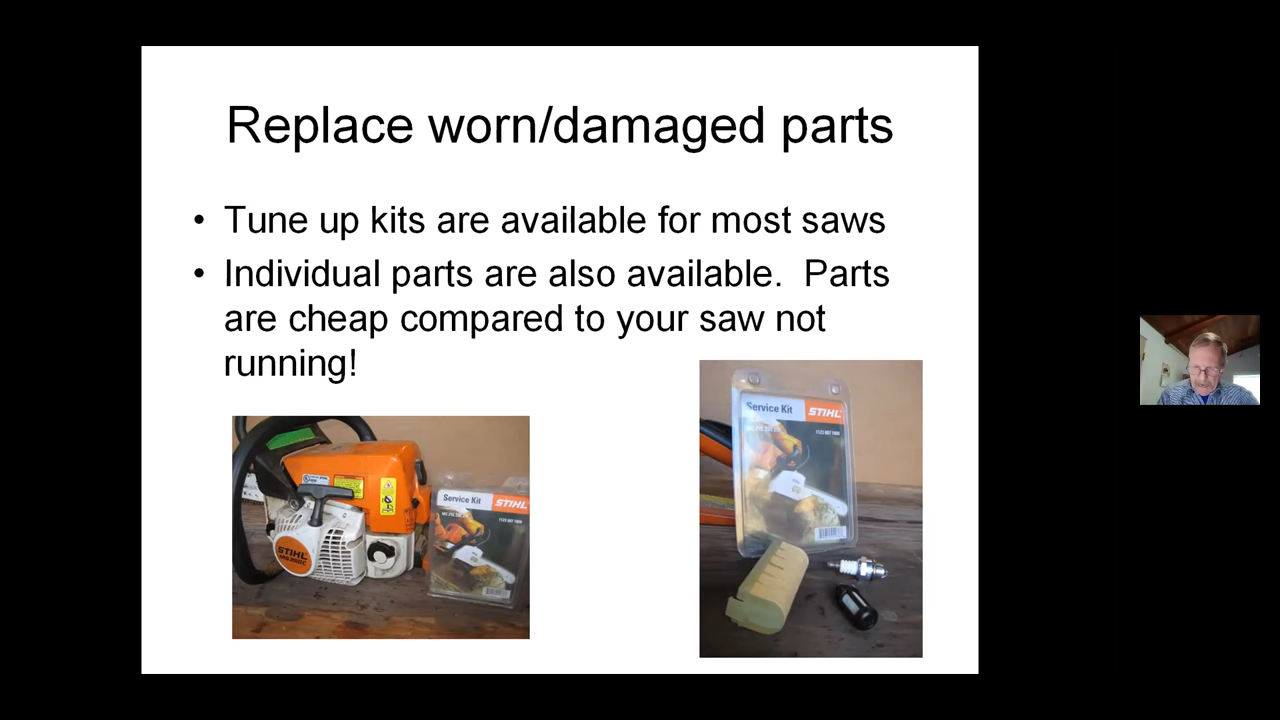 Replace worn/damaged parts
• Tune up kits are available for most saws
• Individual parts are also available.  Parts
are cheap compared to your saw not
running!
Service Kit
STIHL
STIHL
Service Kit
STIHL